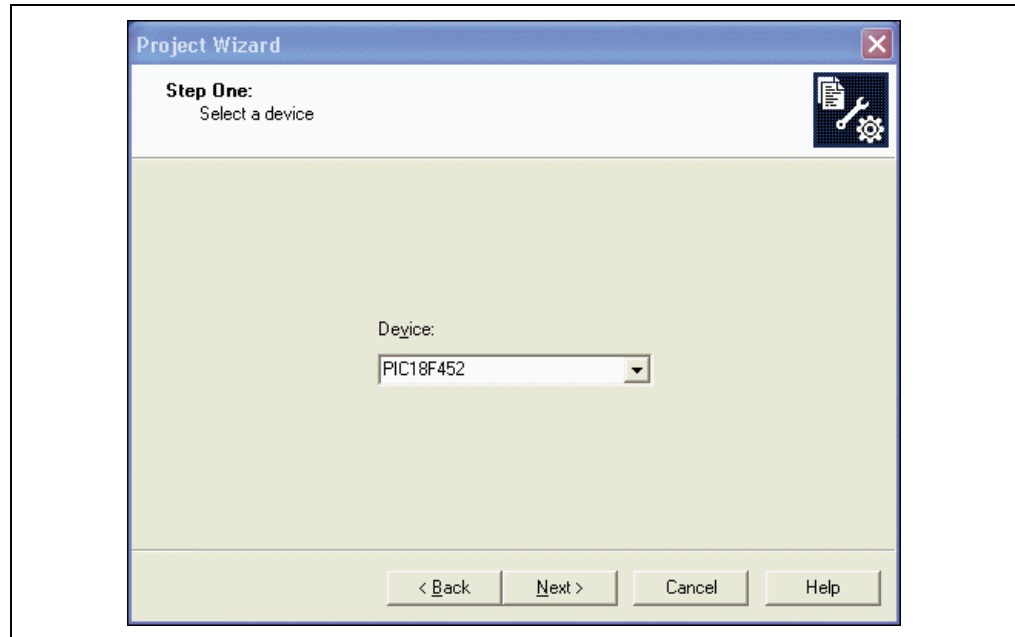 Project Wizard
Step One:
Select a device
Device:
PIC18F452
< Back
Next >
Cancel
Help